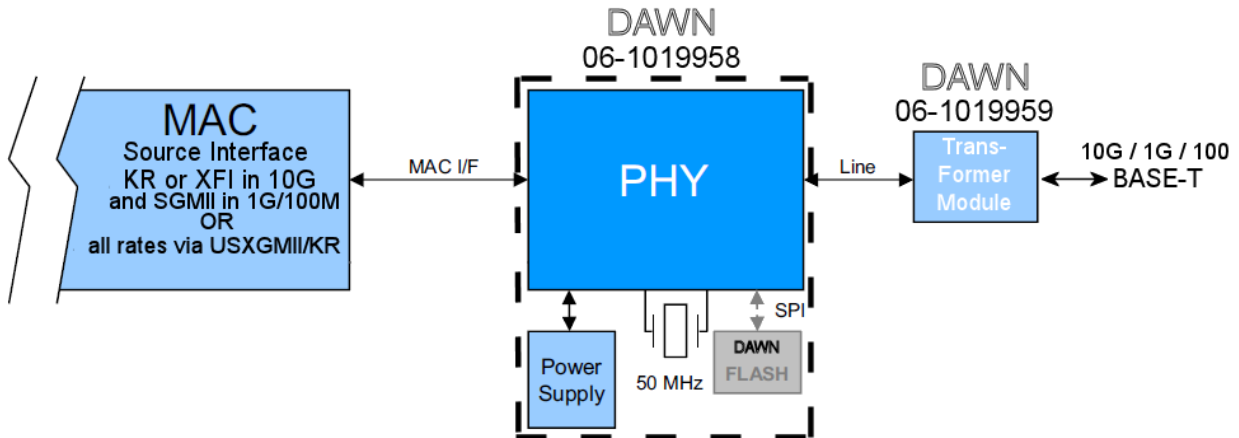 DAWN
06-1019958
DAWN
06-1019959
MAC
Source Interface
KR or XFI in 10G
and SGMII in 1G/100M
OR
all rates via USXGMII/KR
MAC I/F
PHY
Line
Trans-
Former
Module
10G / 1G / 100
BASE-T
Power
Supply
50 MHz
SPI
DAWN
FLASH